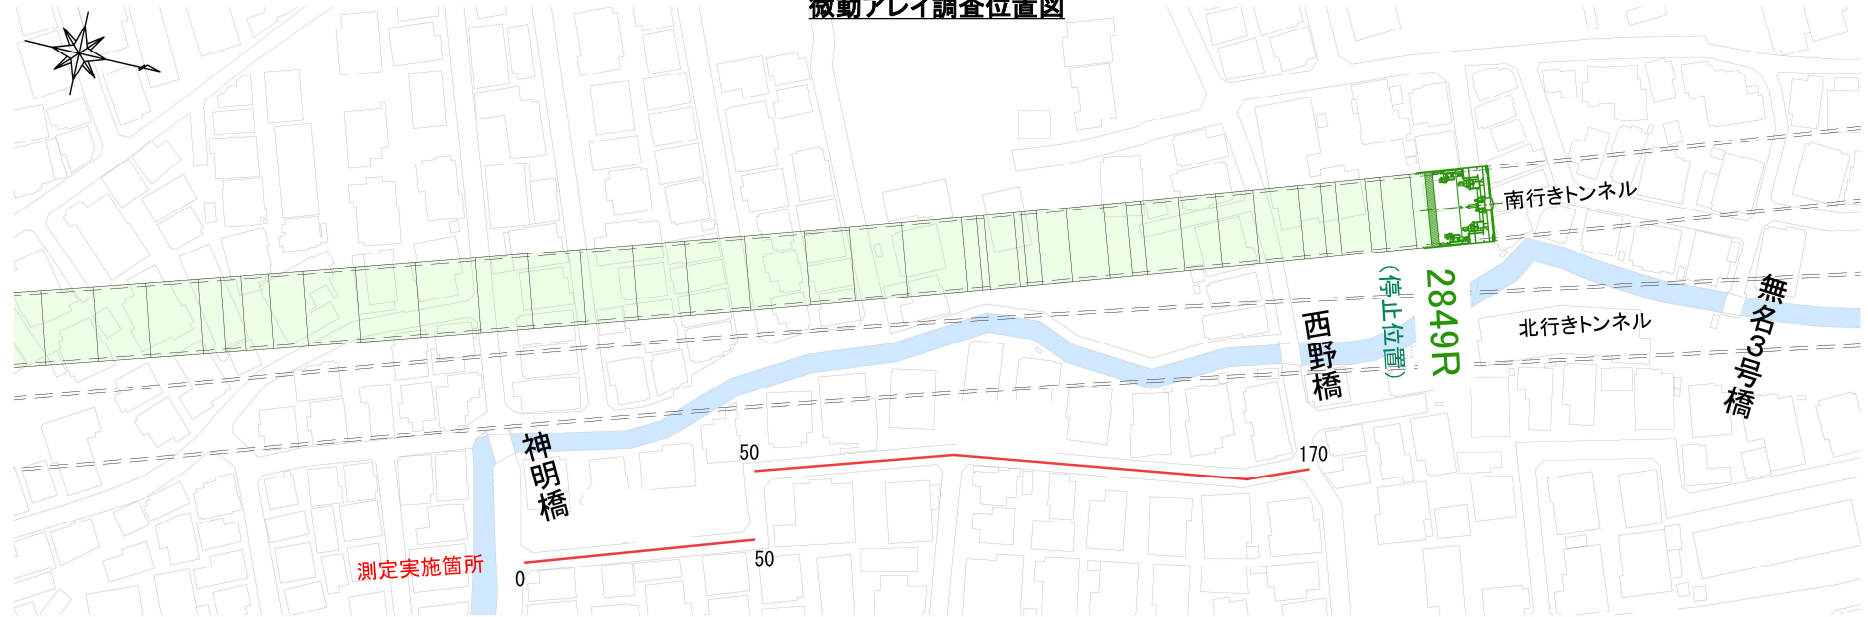 微動アレイ調査位置図
南行きトンネル
2849R
(停止位置)
北行きトンネル
無名3号橋
西野橋
神明橋
50
170
測定実施箇所
0
50